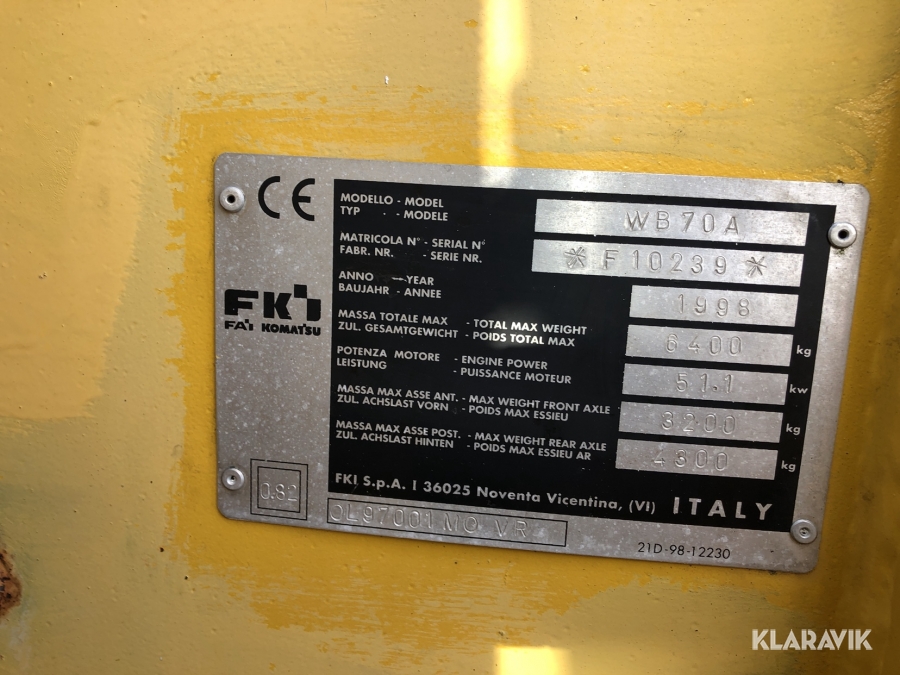 CE
FKI
FAI KOMATSU
MODELLO - MODEL
TYP - MODELE
WB70A
MATRICOLA N° - SERIAL N°
FABR. NR. - SERIE NR.
* F10239 *
ANNO - YEAR
BAUJAHR - ANNEE
1998
MASSA TOTALE MAX - TOTAL MAX WEIGHT
ZUL. GESAMTGEWICHT - POIDS TOTAL MAX
6400 kg
POTENZA MOTORE - ENGINE POWER
LEISTUNG - PUISSANCE MOTEUR
51.1 kw
MASSA MAX ASSE ANT. - MAX WEIGHT FRONT AXLE
ZUL. ACHSLAST VORN - POIDS MAX ESSIEU
3200 kg
MASSA MAX ASSE POST. - MAX WEIGHT REAR AXLE
ZUL. ACHSLAST HINTEN - POIDS MAX ESSIEU AR
4300 kg
FKI S.p.A. I 36025 Noventa Vicentina, (VI) ITALY
0.82
OL97001MO VR
21D-98-12230
KLARAVIK